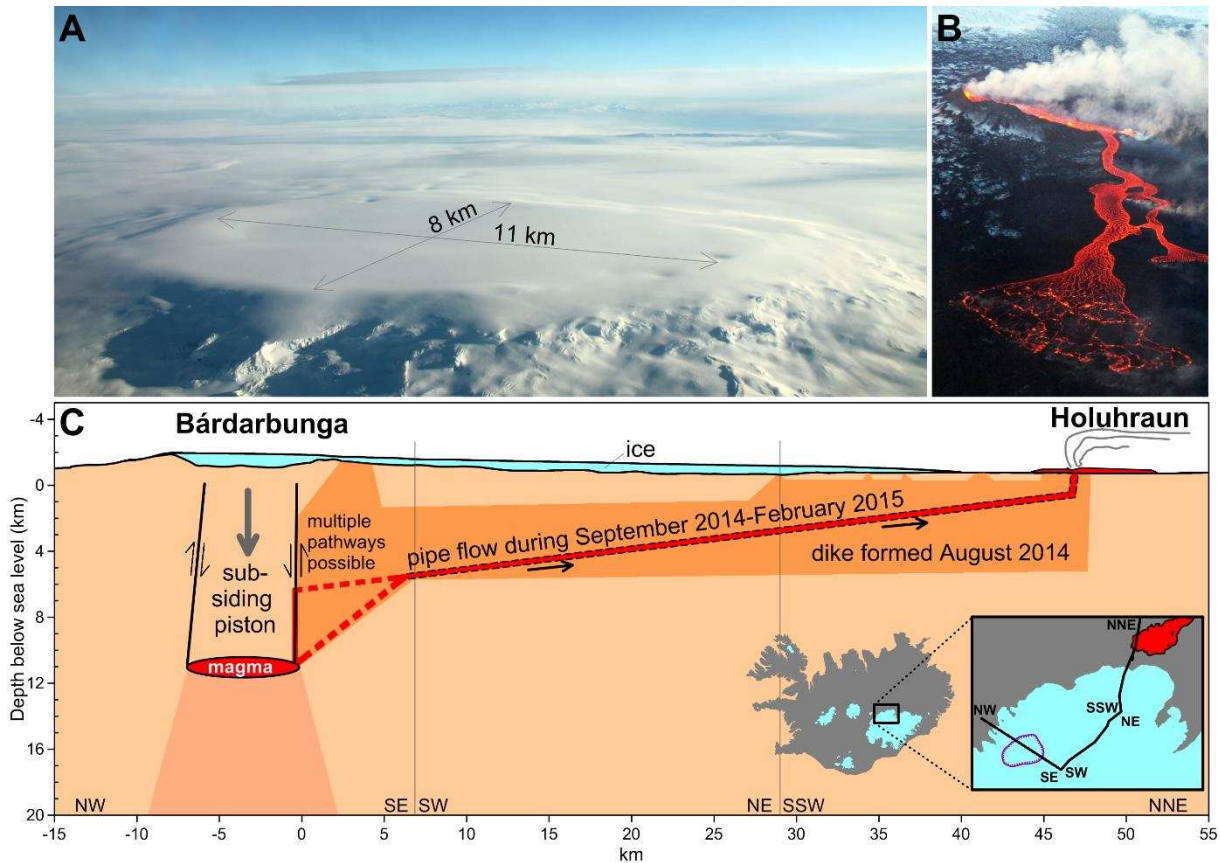 A
8 km
11 km
B
C
Bárdarbunga
Holuhraun
ice
multiple
pathways
possible
pipe flow during September 2014-February 2015
dike formed August 2014
sub-
siding
piston
magma
NW
SE
SW
NE
SSW
NNE
NW
SE
SW
SSW
NE
NNE
Depth below sea level (km)
-4
0
4
8
12
16
20
-15
-10
-5
0
5
10
15
20
25
30
35
40
45
50
55
km